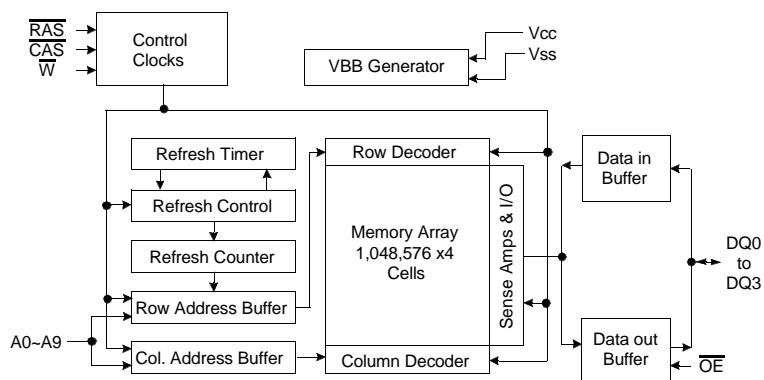 RAS
CAS
W
Control
Clocks
VBB Generator
Vcc
Vss
Refresh Timer
Refresh Control
Refresh Counter
Row Address Buffer
Col. Address Buffer
A0~A9
Row Decoder
Memory Array
1,048,576 x4
Cells
Column Decoder
Sense Amps & I/O
Data in
Buffer
Data out
Buffer
DQ0
to
DQ3
OE